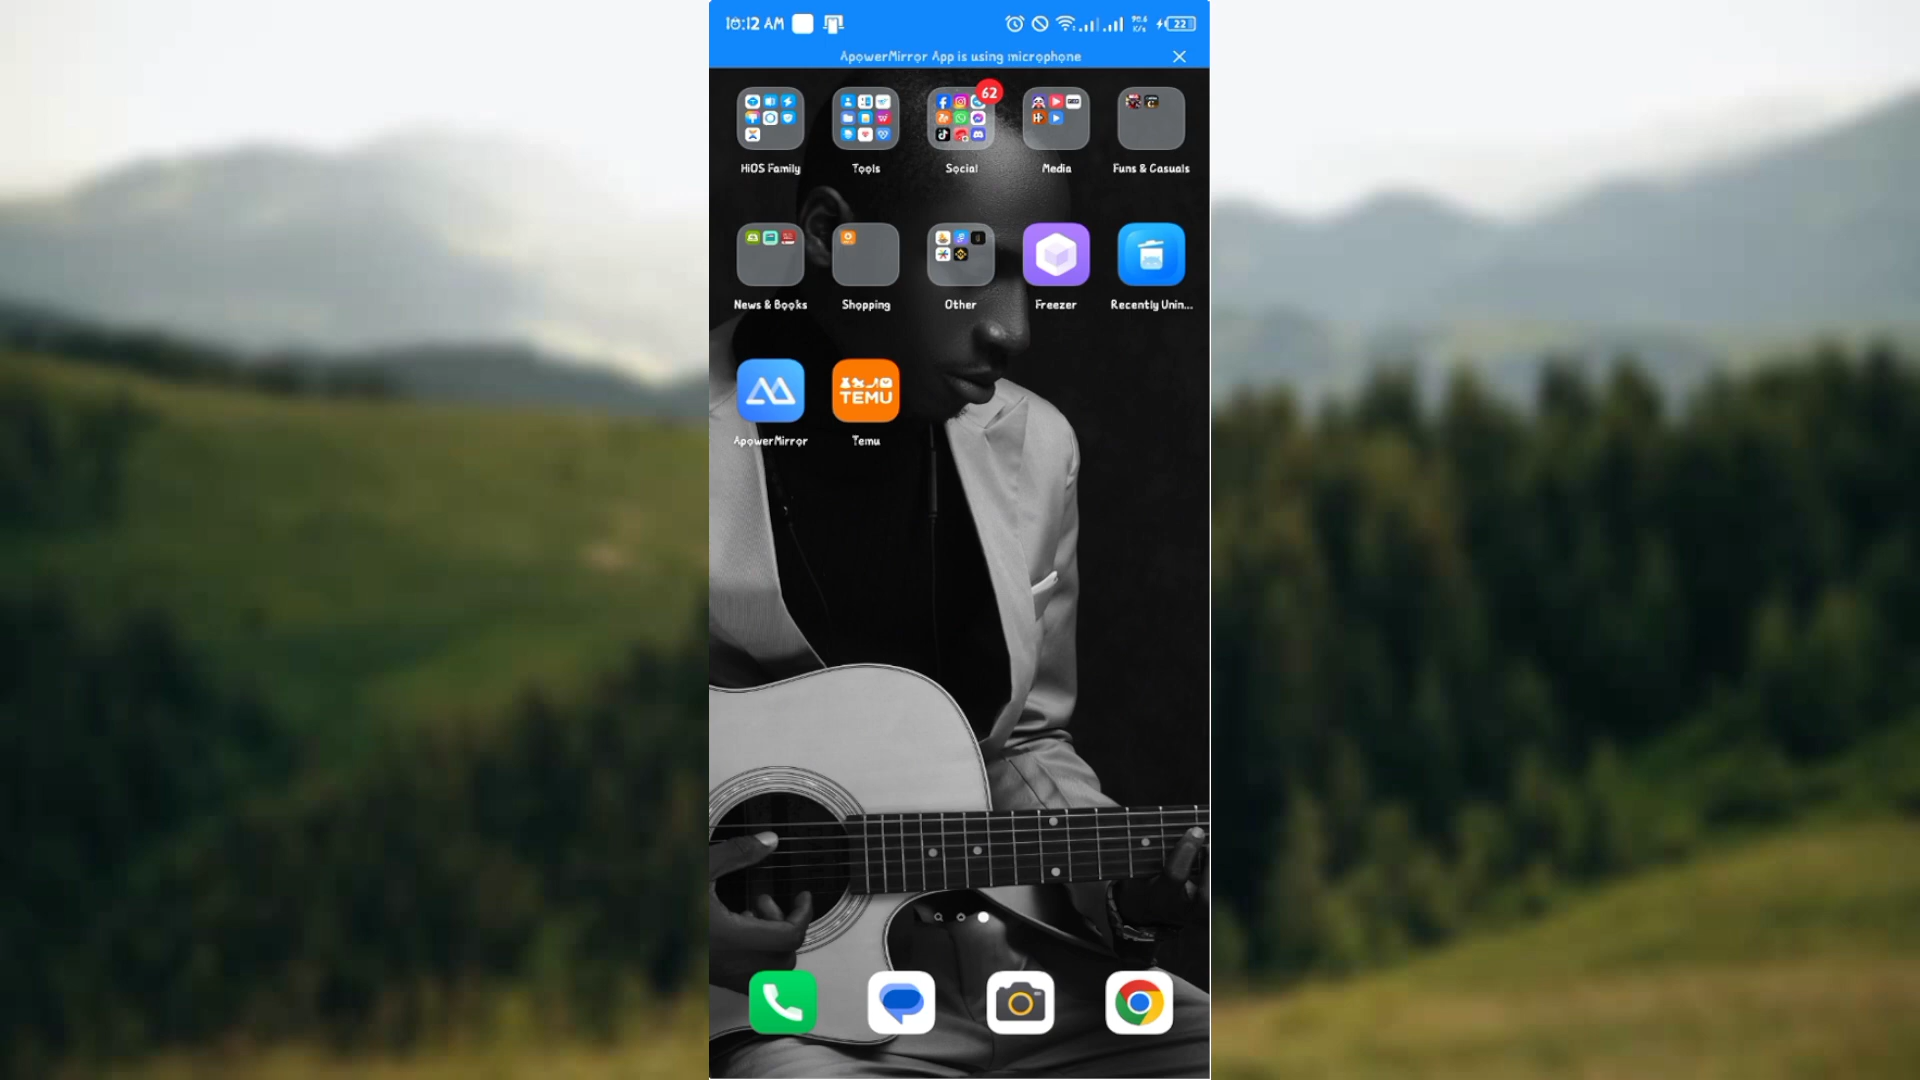 10:12 AM
22
ApowerMirror App is using microphone
62
HiOS Family
Tools
Social
Media
Funs & Casuals
News & Books
Shopping
Other
Freezer
Recently Unin...
TEMU
ApowerMirror
Temu